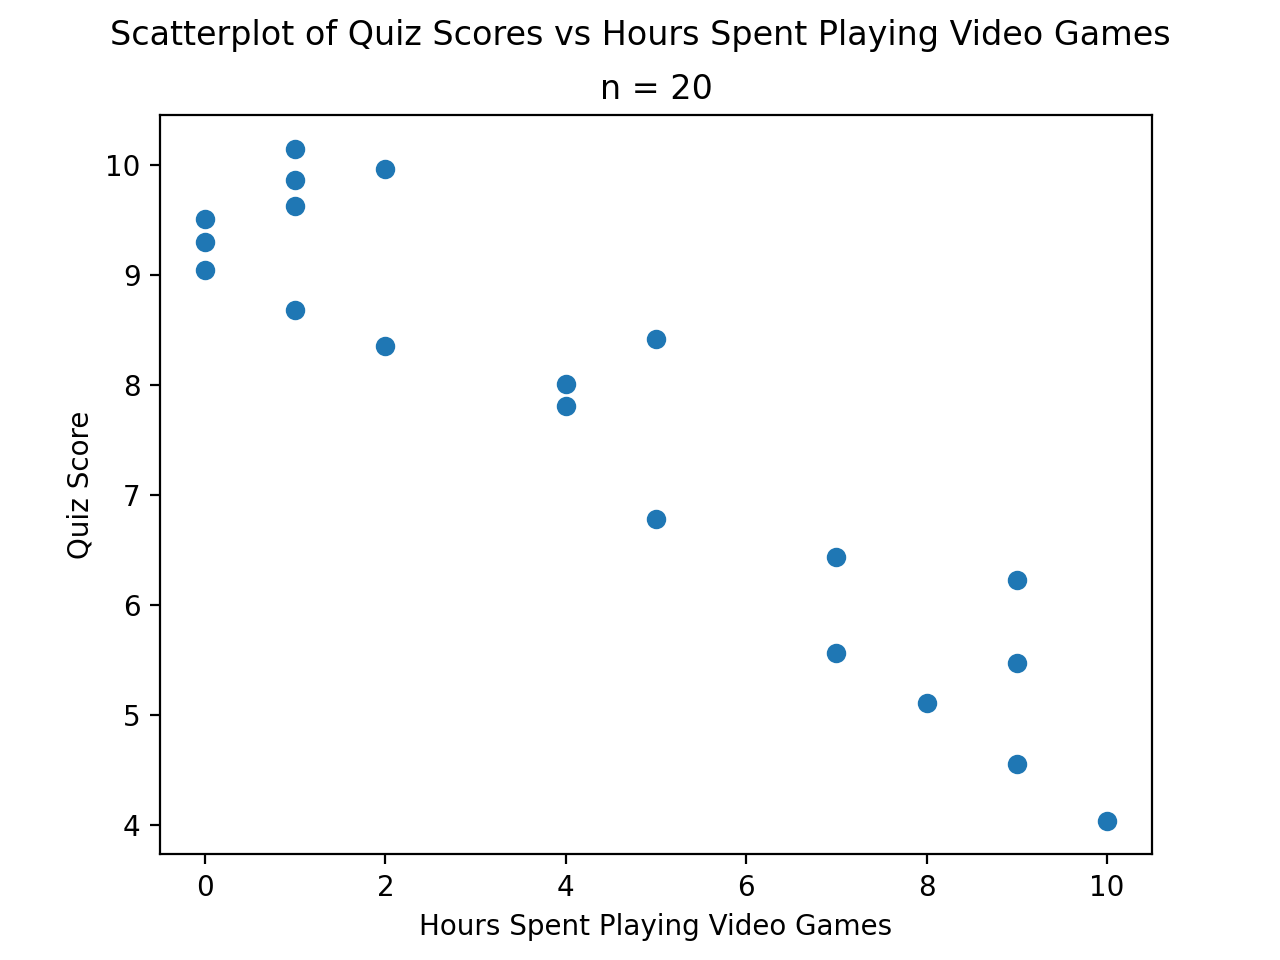 Scatterplot of Quiz Scores vs Hours Spent Playing Video Games
n = 20
10
9
8
7
6
5
4
Quiz Score
0 2 4 6 8 10
Hours Spent Playing Video Games